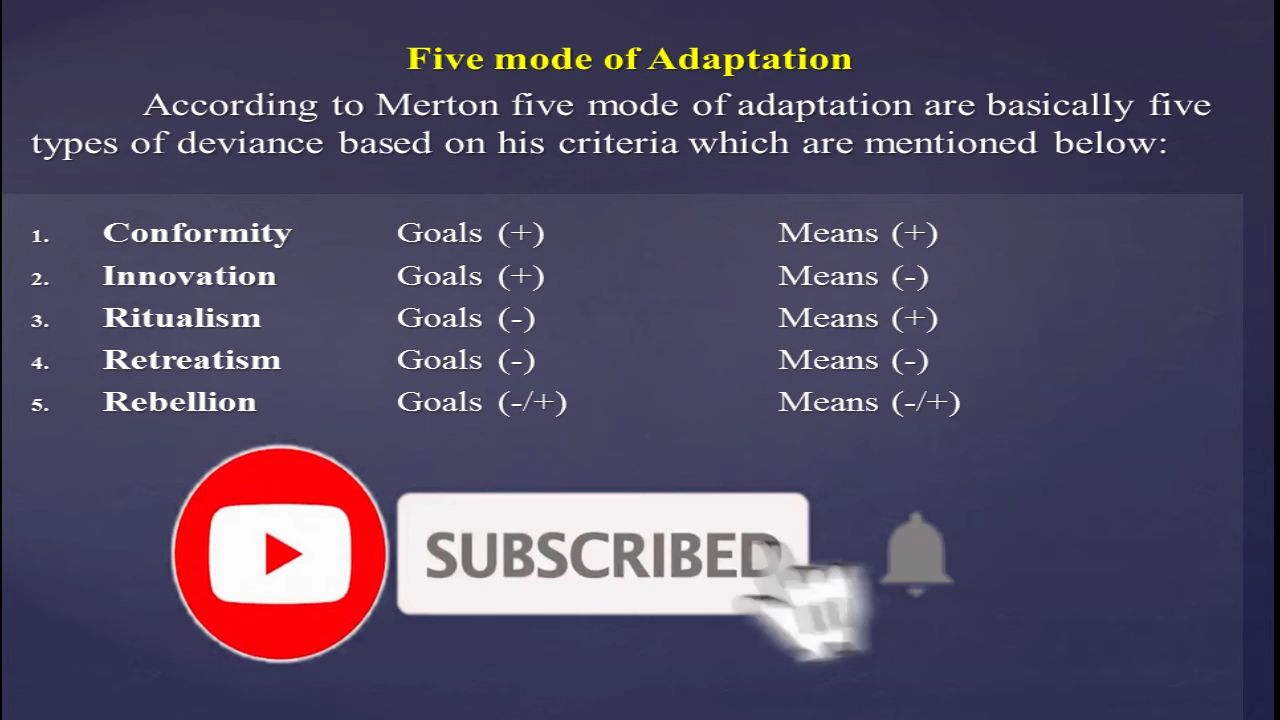 Five mode of Adaptation
According to Merton five mode of adaptation are basically five
types of deviance based on his criteria which are mentioned below:
1. Conformity Goals (+) Means (+)
2. Innovation Goals (+) Means (-)
3. Ritualism Goals (-) Means (+)
4. Retreatism Goals (-) Means (-)
5. Rebellion Goals (-/+) Means (-/+)
SUBSCRIBED